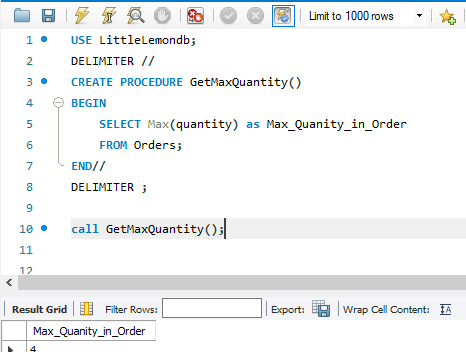 Limit to 1000 rows
1 USE LittleLemondb;
2 DELIMITER //
3 CREATE PROCEDURE GetMaxQuantity()
4 BEGIN
5 SELECT Max(quantity) as Max_Quanity_in_Order
6 FROM Orders;
7 END//
8 DELIMITER ;
9
10 call GetMaxQuantity();
11
12
Result Grid Filter Rows: Export: Wrap Cell Content:
Max_Quanity_in_Order
4